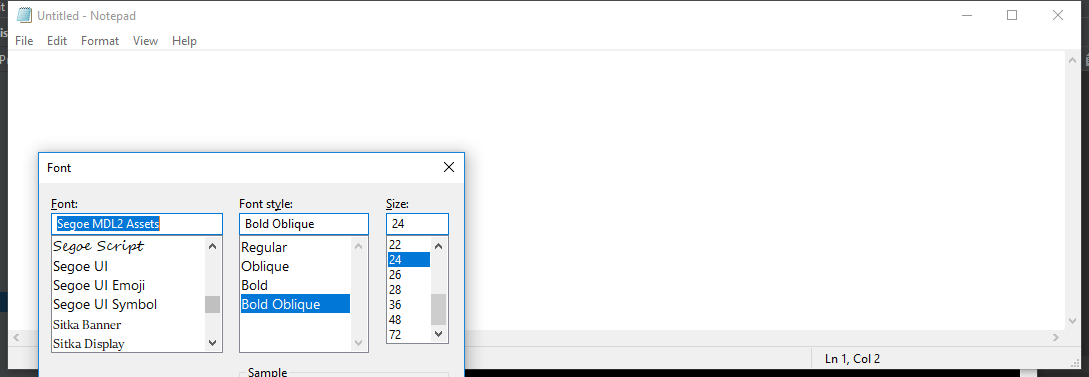 Untitled - Notepad
File Edit Format View Help
Font
Font: Font style: Size:
Segoe MDL2 Assets Bold Oblique 24
Segoe Script Regular 22
Segoe UI Oblique 24
Segoe UI Emoji Bold 26
Segoe UI Symbol Bold Oblique 28
Sitka Banner 36
Sitka Display 48
72
Sample
Ln 1, Col 2